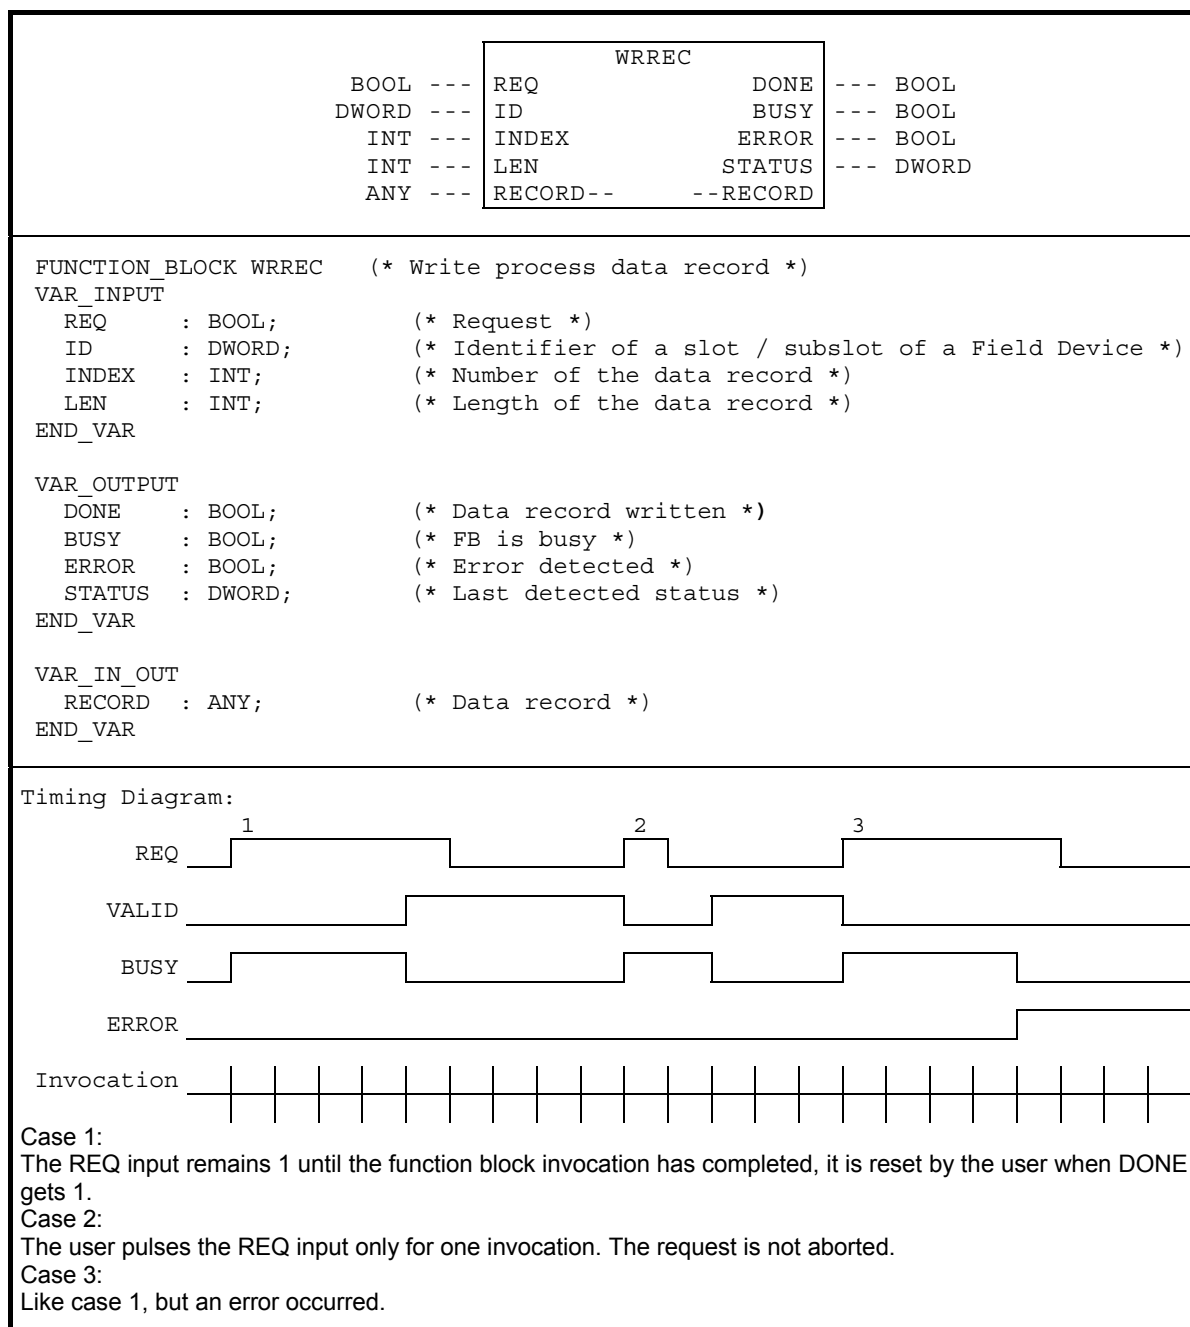 WRREC
BOOL --- REQ DONE --- BOOL
DWORD --- ID BUSY --- BOOL
INT --- INDEX ERROR --- BOOL
INT --- LEN STATUS --- DWORD
ANY --- RECORD-- --RECORD
FUNCTION_BLOCK WRREC (* Write process data record *)
VAR_INPUT
REQ : BOOL; (* Request *)
ID : DWORD; (* Identifier of a slot / subslot of a Field Device *)
INDEX : INT; (* Number of the data record *)
LEN : INT; (* Length of the data record *)
END_VAR
VAR_OUTPUT
DONE : BOOL; (* Data record written *)
BUSY : BOOL; (* FB is busy *)
ERROR : BOOL; (* Error detected *)
STATUS : DWORD; (* Last detected status *)
END_VAR
VAR_IN_OUT
RECORD : ANY; (* Data record *)
END_VAR
Timing Diagram:
1 2 3
REQ
VALID
BUSY
ERROR
Invocation
Case 1:
The REQ input remains 1 until the function block invocation has completed, it is reset by the user when DONE
gets 1.
Case 2:
The user pulses the REQ input only for one invocation. The request is not aborted.
Case 3:
Like case 1, but an error occurred.